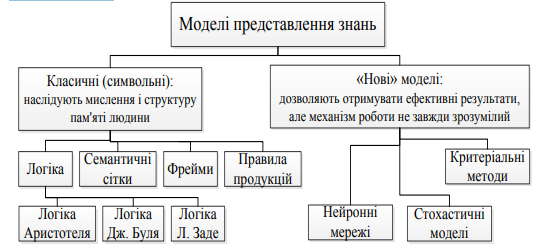 Моделі представлення знань
Класичні (символьні):
наслідують мислення і структуру
пам'яті людини
«Нові» моделі:
дозволяють отримувати ефективні результати,
але механізм роботи не завжди зрозумілий
Логіка
Семантичні
сітки
Фрейми
Правила
продукцій
Логіка
Аристотеля
Логіка
Дж. Буля
Логіка
Л. Заде
Критеріальні
методи
Нейронні
мережі
Стохастичні
моделі